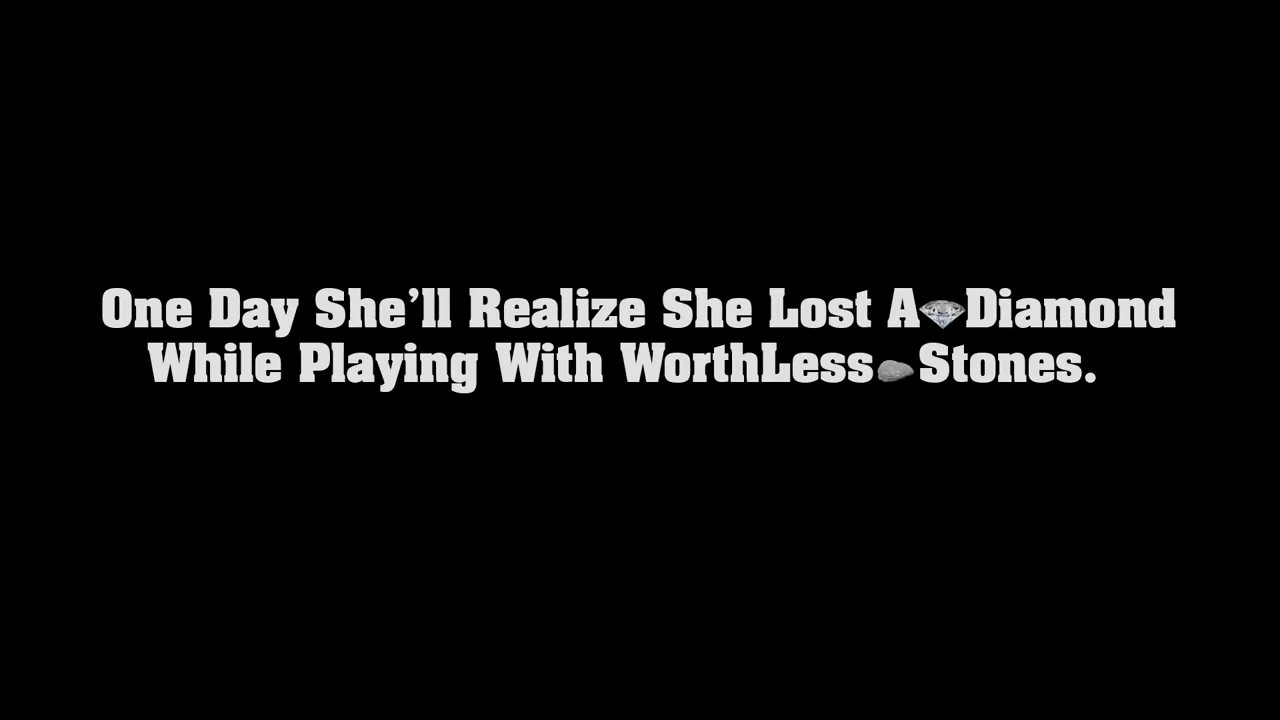 One Day She’ll Realize She Lost A💎Diamond
While Playing With WorthLess🪨Stones.